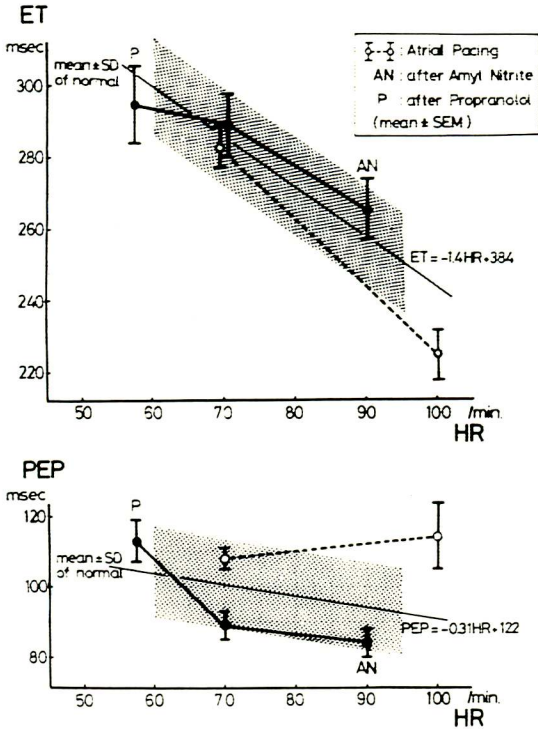 ET
msec
300
280
260
240
220
mean±SD
of normal
P
AN
ET=-1.4HR+384
: Atrial Pacing
AN : after Amyl Nitrite
P : after Propranolol
(mean ± SEM)
50 60 70 80 90 100 /min.
HR
PEP
msec
120
100
80
mean±SD
of normal
P
AN
PEP=-0.31HR+122
50 60 70 80 90 100 /min.
HR